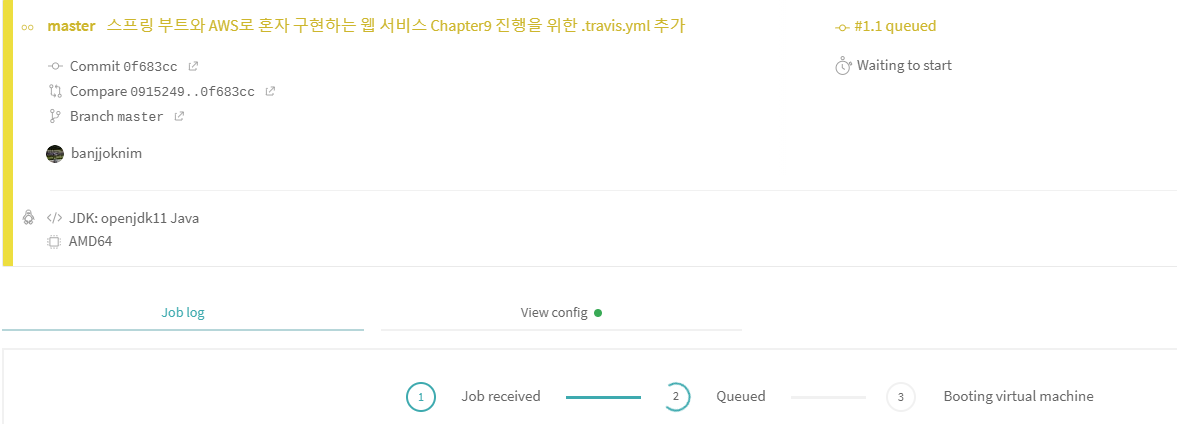 master 스프링 부트와 AWS로 혼자 구현하는 웹 서비스 Chapter9 진행을 위한 .travis.yml 추가
#1.1 queued
Commit 0f683cc
Waiting to start
Compare 0915249..0f683cc
Branch master
banjjoknim
JDK: openjdk11 Java
AMD64
Job log
View config
1 Job received
2 Queued
3 Booting virtual machine